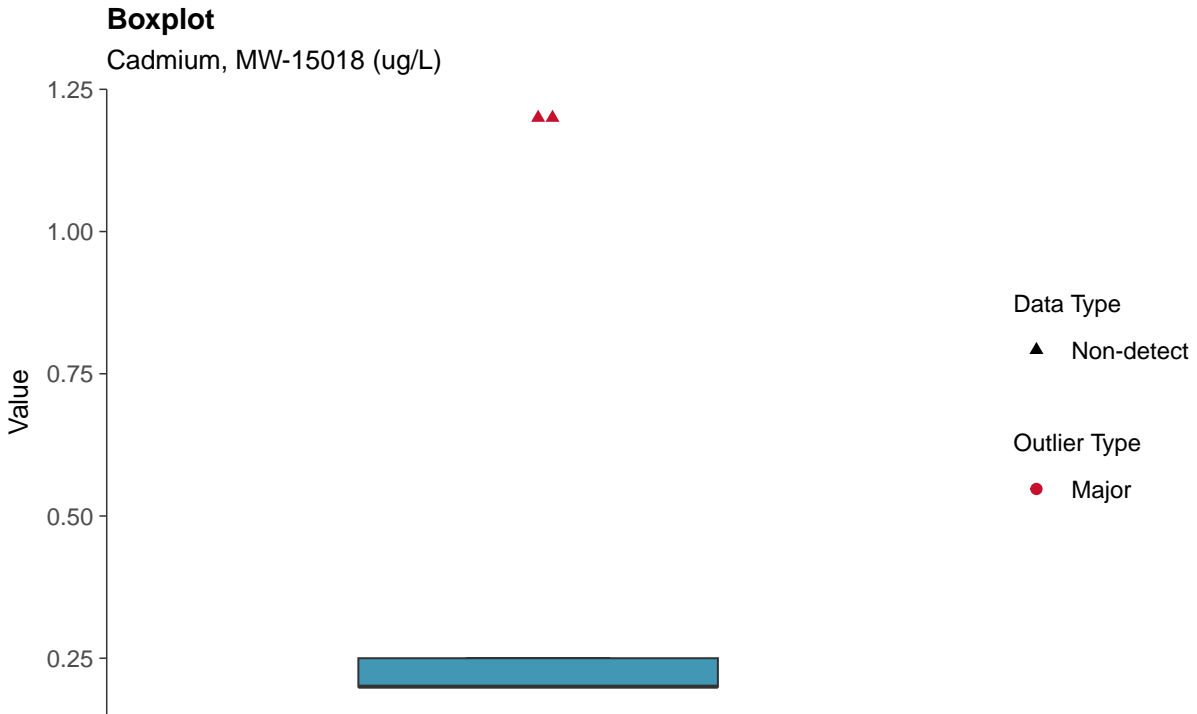 Boxplot
Cadmium, MW-15018 (ug/L)
1.25
1.00
0.75
0.50
0.25
Value
Data Type
Non-detect
Outlier Type
Major